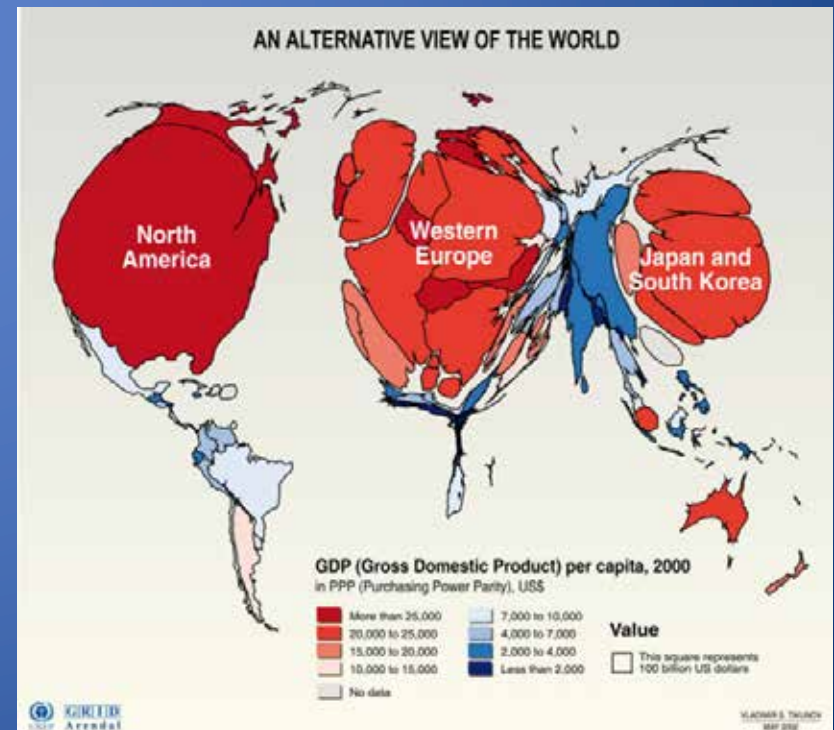 AN ALTERNATIVE VIEW OF THE WORLD
North
America
Western
Europe
Japan and
South Korea
GDP (Gross Domestic Product) per capita, 2000
in PPP (Purchasing Power Parity), US$
More than 25,000
20,000 to 25,000
15,000 to 20,000
10,000 to 15,000
No data
7,000 to 10,000
4,000 to 7,000
2,000 to 4,000
Less than 2,000
Value
This square represents
100 billion US dollars
UNEP
GRID
Arendal
VLADIMIR S. TIKUNOV
MAY 2002